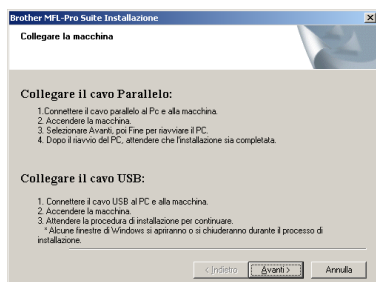 Brother MFL-Pro Suite Installazione
Collegare la macchina
Collegare il cavo Parallelo:
1.Connettere il cavo parallelo al Pc e alla macchina.
2. Accendere la macchina.
3. Selezionare Avanti, poi Fine per riavviare il PC.
4. Dopo il riavvio del PC, attendere che l'installazione sia completata.
Collegare il cavo USB:
1. Connettere il cavo USB al PC e alla macchina.
2. Accendere la macchina.
3. Attendere la procedura di installazione per continuare.
* Alcune finestre di Windows si apriranno o si chiuderanno durante il processo di
installazione.
< Indietro
Avanti >
Annulla